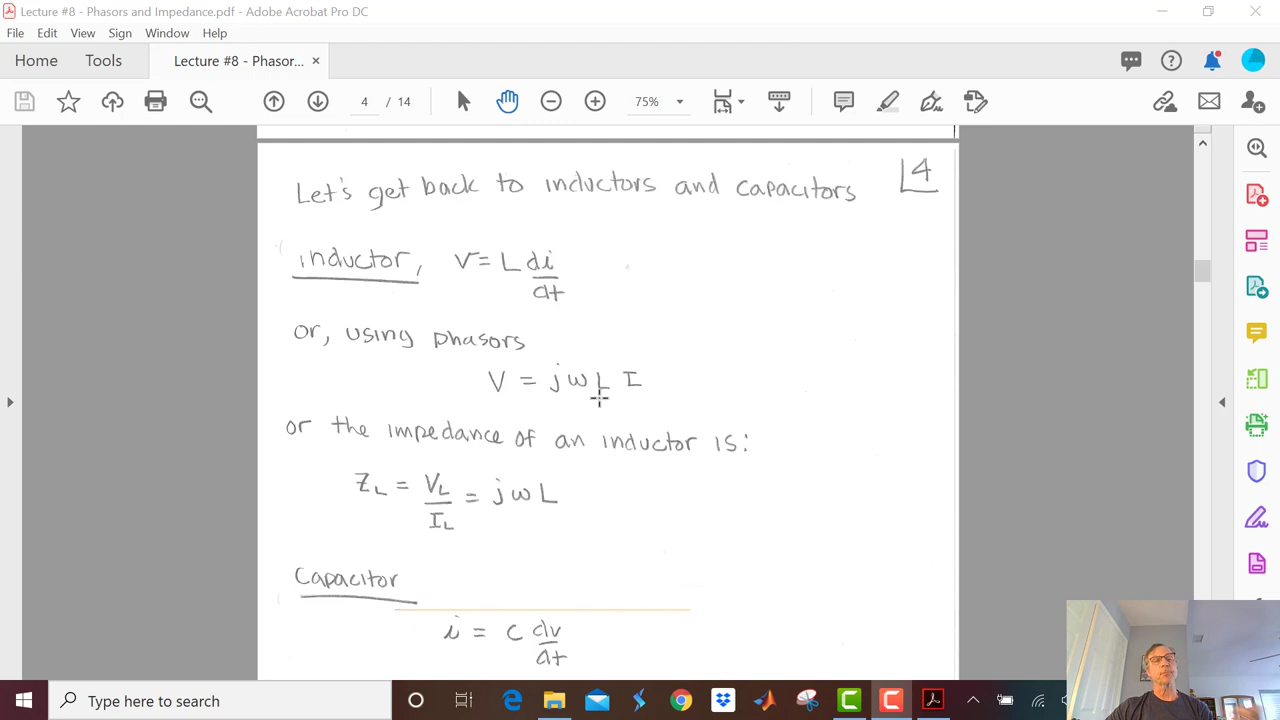 Lecture #8 - Phasors and Impedance.pdf - Adobe Acrobat Pro DC
File Edit View Sign Window Help
Home Tools Lecture #8 - Phasor... ×
4 / 14 75%
Let's get back to inductors and capacitors
4
inductor, V = L di
dt
or, using phasors
V = jωL I
or the impedance of an inductor is:
Z_L = V_L = jωL
I_L
Capacitor
i = C dv
dt
Type here to search